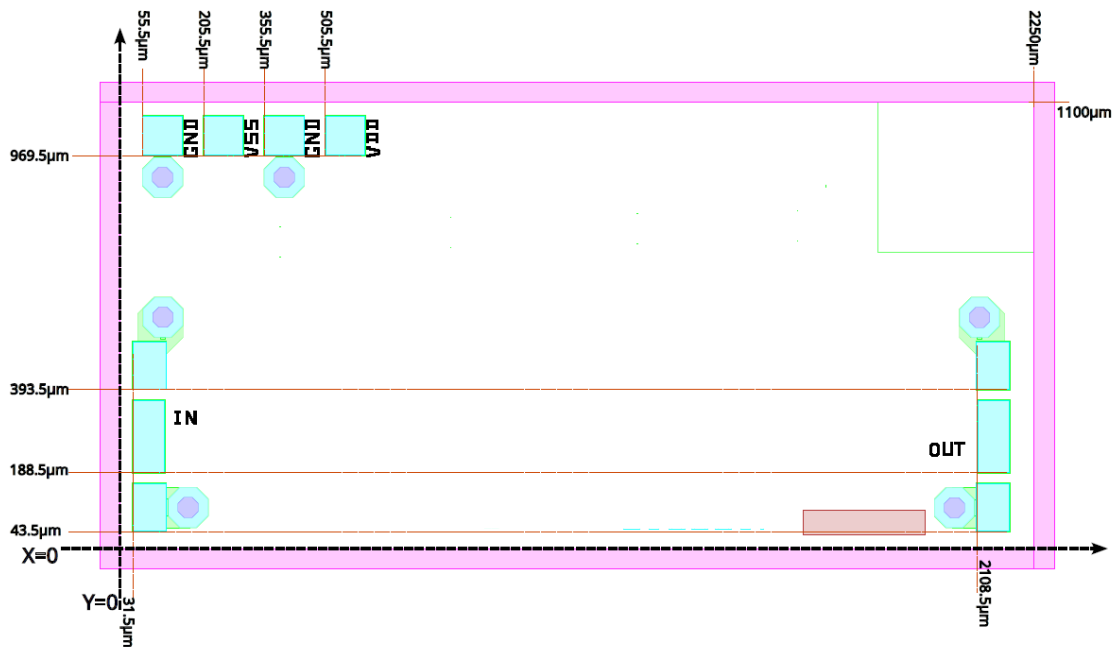 55.5µm
205.5µm
355.5µm
505.5µm
2250µm
1100µm
GND
VSS
GND
VDD
969.5µm
393.5µm
IN
OUT
188.5µm
43.5µm
X=0
Y=0
31.5µm
2108.5µm